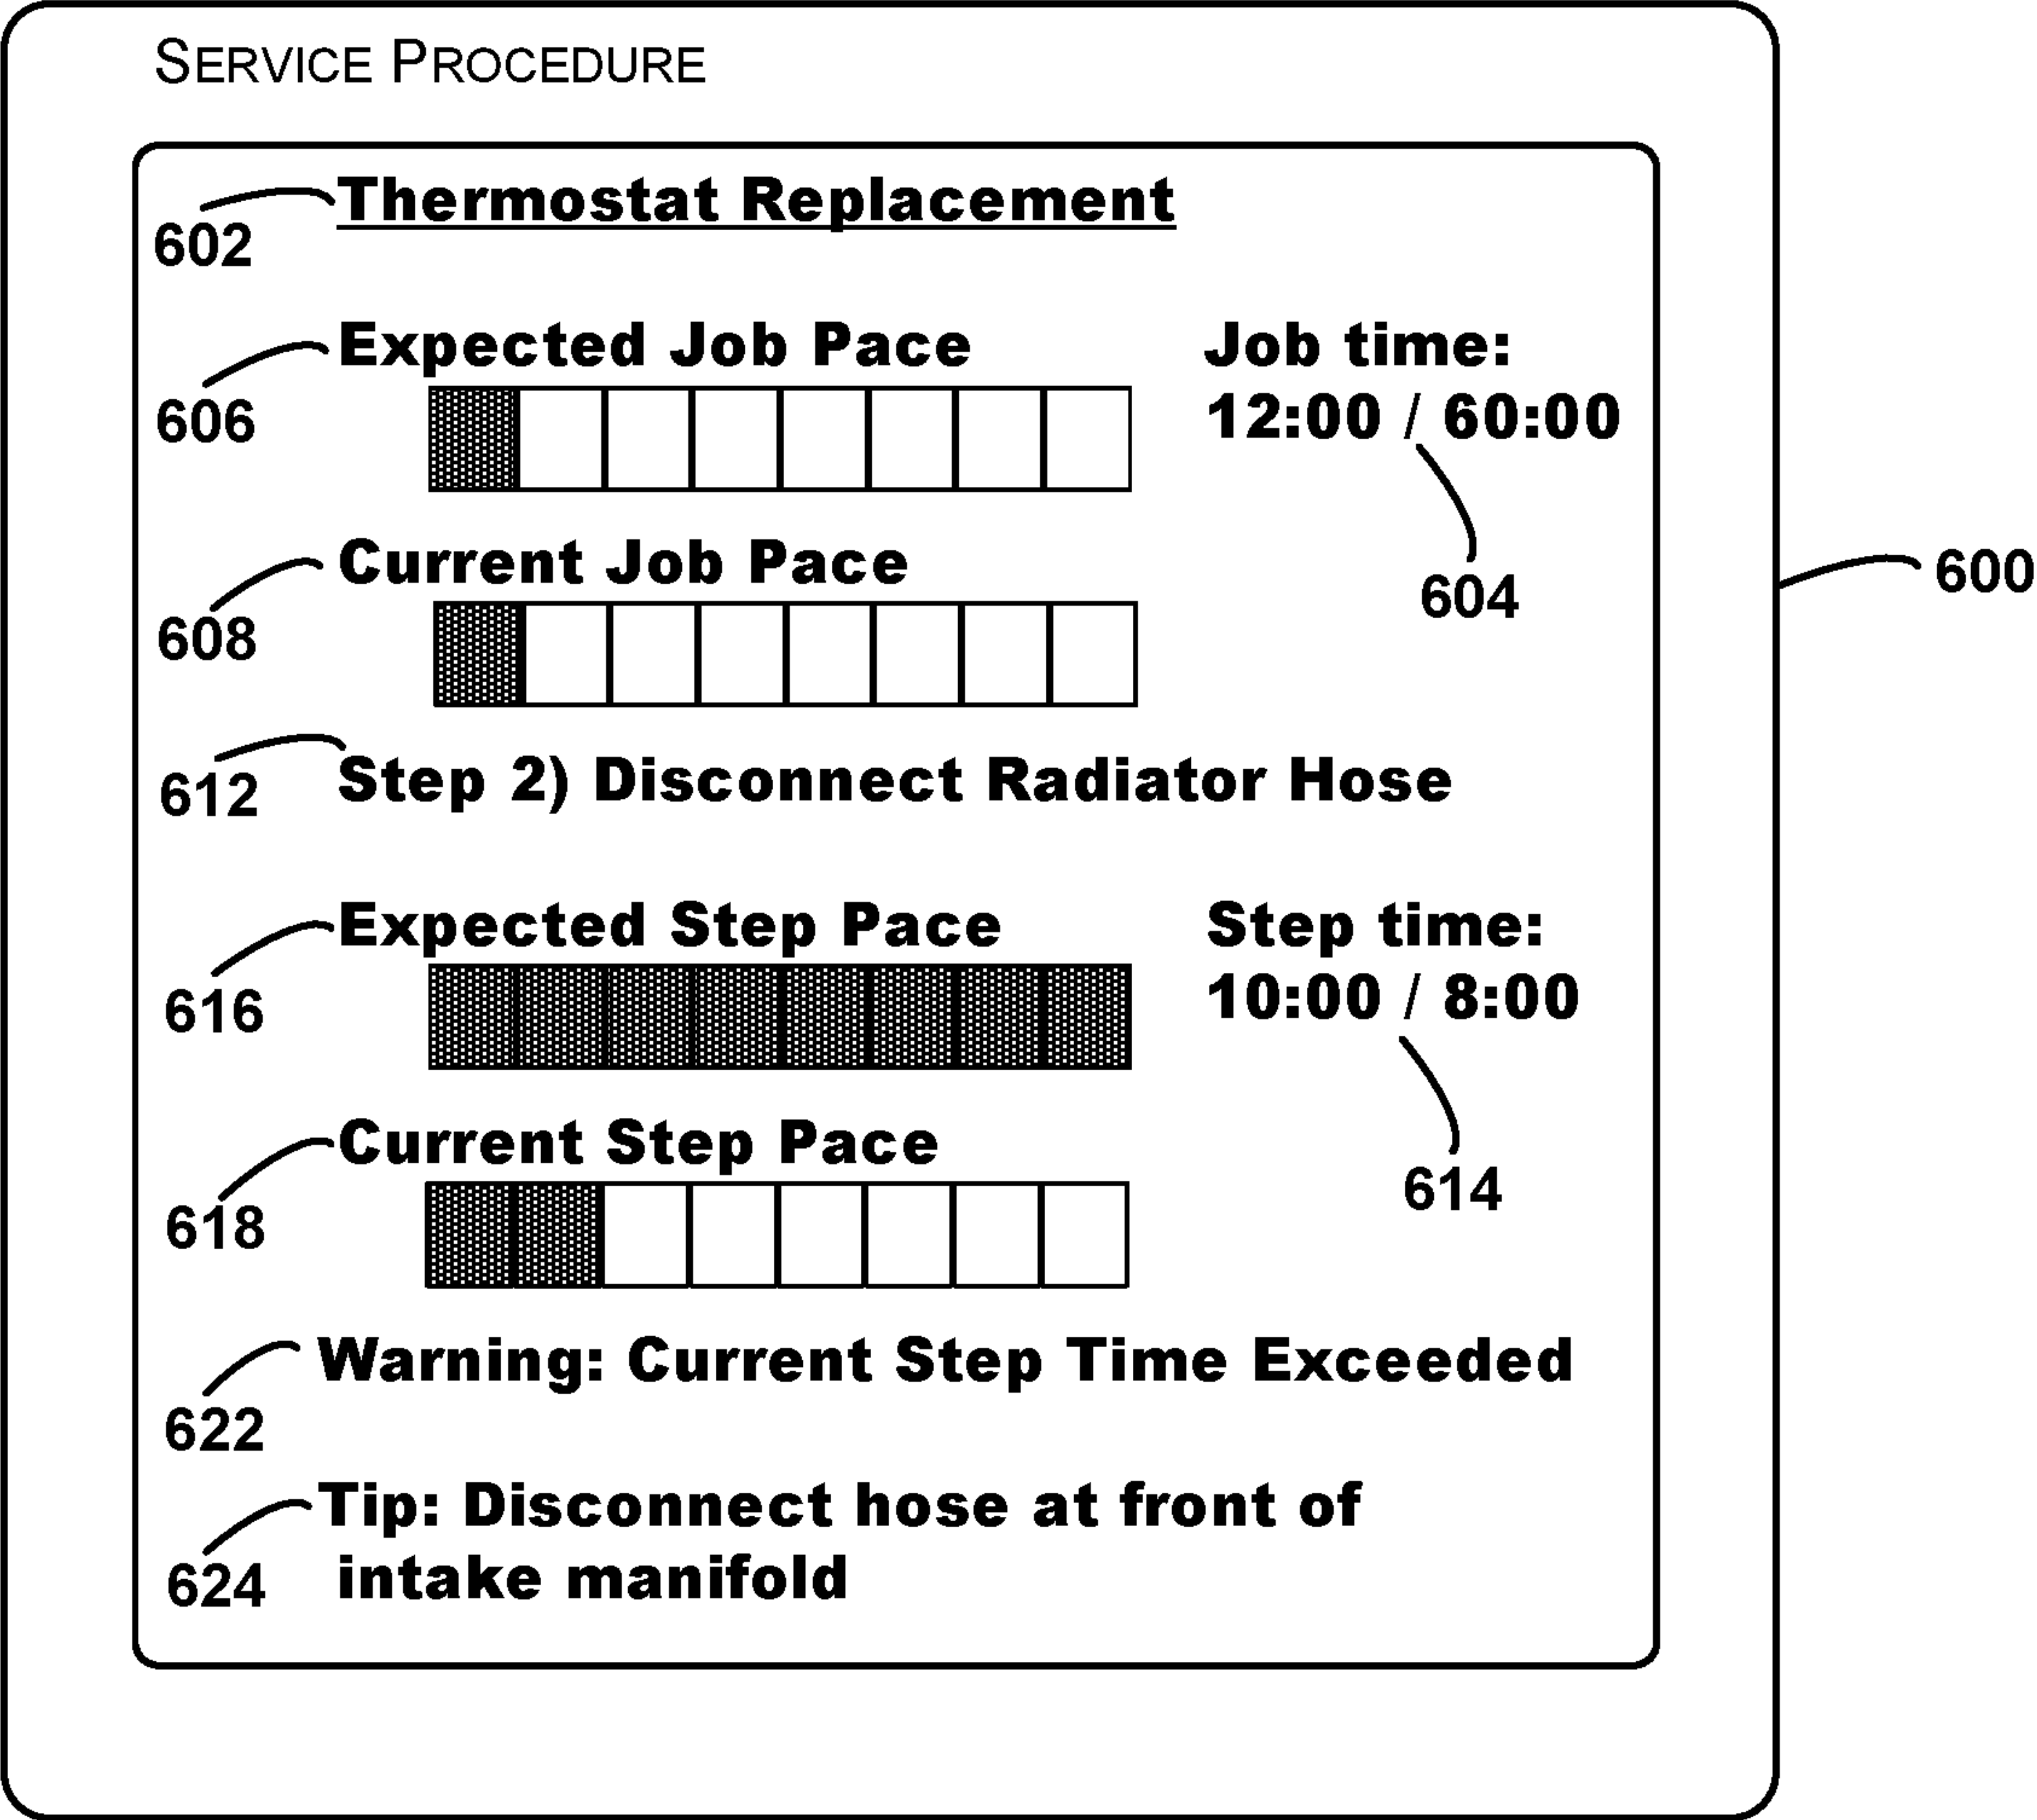 SERVICE PROCEDURE
Thermostat Replacement
602
Expected Job Pace
Job time:
606
12:00 / 60:00
Current Job Pace
604
600
608
Step 2) Disconnect Radiator Hose
612
Expected Step Pace
Step time:
616
10:00 / 8:00
Current Step Pace
614
618
Warning: Current Step Time Exceeded
622
Tip: Disconnect hose at front of
intake manifold
624